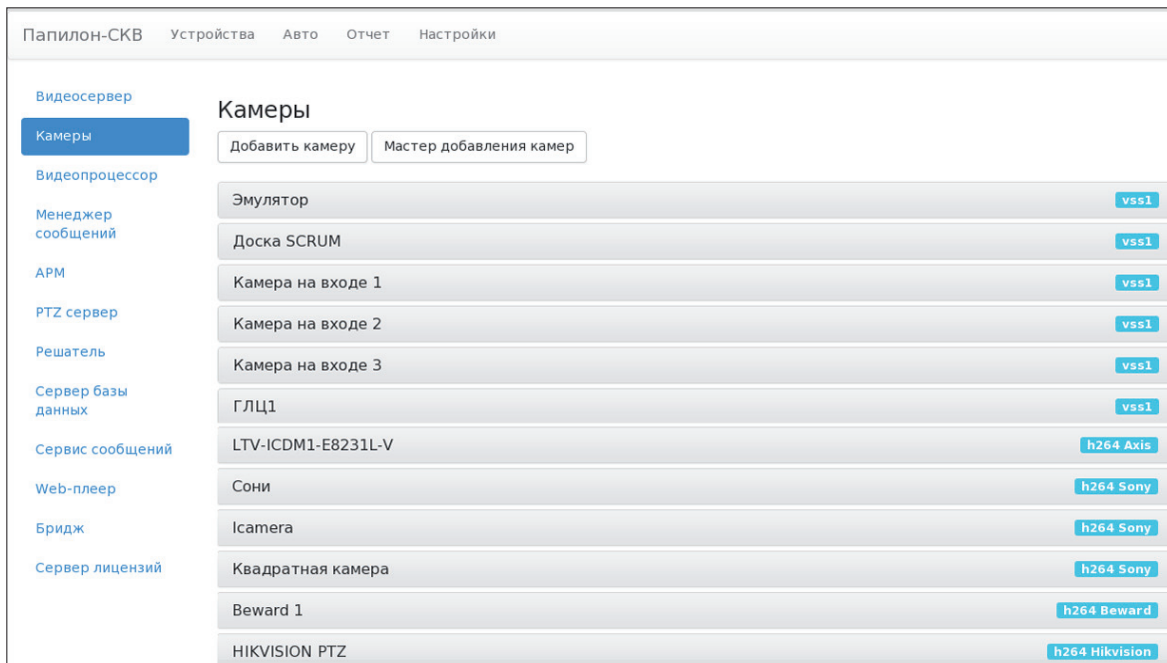 Папилон-СКВ Устройства Авто Отчет Настройки
Видеосервер
Камеры
Видеопроцессор
Менеджер
сообщений
АРМ
PTZ сервер
Решатель
Сервер базы
данных
Сервис сообщений
Web-плеер
Бридж
Сервер лицензий
Камеры
Добавить камеру Мастер добавления камер
Эмулятор vss1
Доска SCRUM vss1
Камера на входе 1 vss1
Камера на входе 2 vss1
Камера на входе 3 vss1
ГЛЦ1 vss1
LTV-ICDM1-E8231L-V h264 Axis
Сони h264 Sony
Icamera h264 Sony
Квадратная камера h264 Sony
Beward 1 h264 Beward
HIKVISION PTZ h264 Hikvision